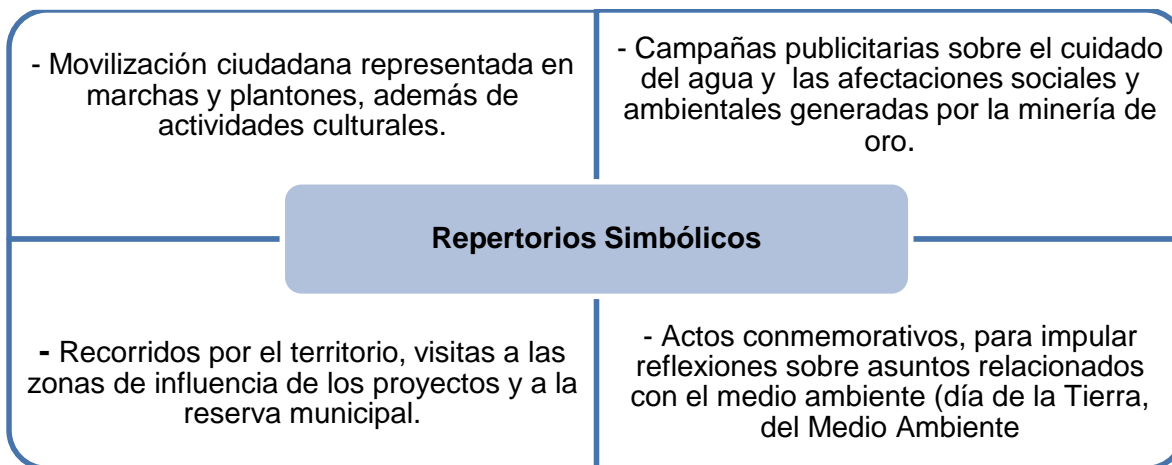 - Movilización ciudadana representada en
marchas y plantones, además de
actividades culturales.
- Campañas publicitarias sobre el cuidado
del agua y las afectaciones sociales y
ambientales generadas por la minería de
oro.
Repertorios Simbólicos
- Recorridos por el territorio, visitas a las
zonas de influencia de los proyectos y a la
reserva municipal.
- Actos conmemorativos, para impular
reflexiones sobre asuntos relacionados
con el medio ambiente (día de la Tierra,
del Medio Ambiente